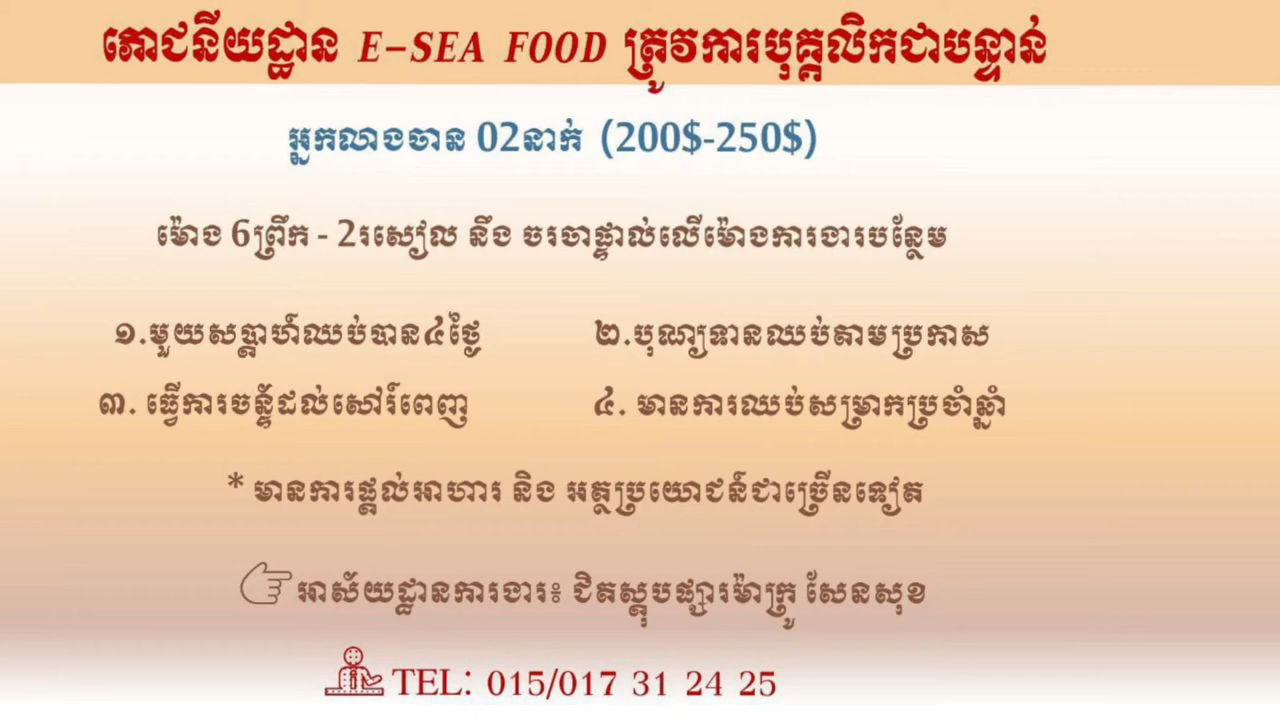 ភោជនីយដ្ឋាន E-SEA FOOD ត្រូវការបុគ្គលិកជាបន្ទាន់
អ្នកលាងចាន 02នាក់ (200$-250$)
ម៉ោង 6ព្រឹក - 2រសៀល នឹង ចរចាផ្ទាល់លើម៉ោងការងារបន្ថែម
១.មួយសប្តាហ៍ឈប់បាន៤ថ្ងៃ ២.បុណ្យទានឈប់តាមប្រកាស
៣. ធ្វើការចន្ទ័ដល់សៅរ៍ពេញ ៤. មានការឈប់សម្រាកប្រចាំឆ្នាំ
* មានការផ្តល់អាហារ និង អត្ថប្រយោជន៍ជាច្រើនទៀត
អាស័យដ្ឋានការងារ៖ ជិតស្តុបផ្សារម៉ាក្រូ សែនសុខ
TEL: 015/017 31 24 25